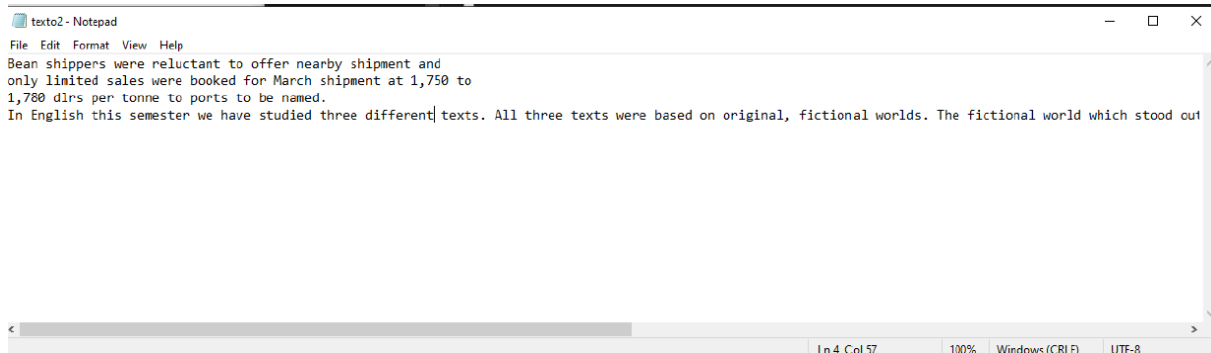 texto2 - Notepad
File Edit Format View Help
Bean shippers were reluctant to offer nearby shipment and
only limited sales were booked for March shipment at 1,750 to
1,780 dlrs per tonne to ports to be named.
In English this semester we have studied three different texts. All three texts were based on original, fictional worlds. The fictional world which stood out
Ln 4, Col 57 100% Windows (CRLF) UTF-8